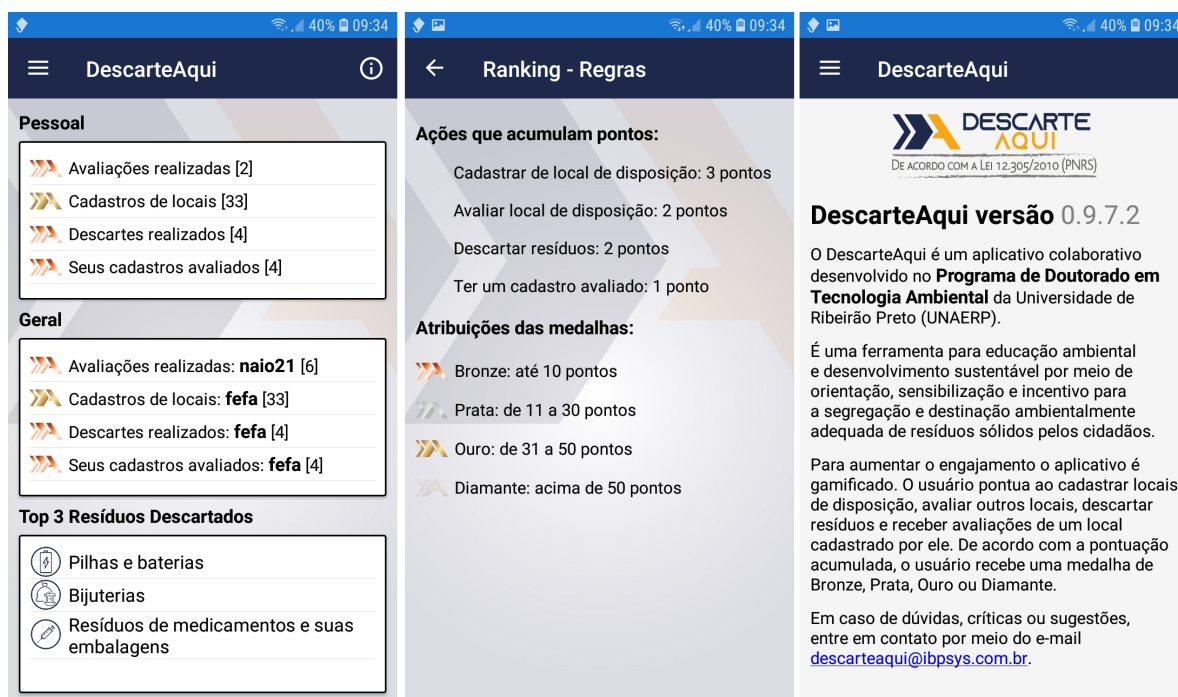 40% 09:34
DescarteAqui
Pessoal
Avaliações realizadas [2]
Cadastros de locais [33]
Descartes realizados [4]
Seus cadastros avaliados [4]
Geral
Avaliações realizadas: naio21 [6]
Cadastros de locais: fefa [33]
Descartes realizados: fefa [4]
Seus cadastros avaliados: fefa [4]
Top 3 Resíduos Descartados
Pilhas e baterias
Bijuterias
Resíduos de medicamentos e suas
embalagens
40% 09:34
Ranking - Regras
Ações que acumulam pontos:
Cadastrar de local de disposição: 3 pontos
Avaliar local de disposição: 2 pontos
Descartar resíduos: 2 pontos
Ter um cadastro avaliado: 1 ponto
Atribuições das medalhas:
Bronze: até 10 pontos
Prata: de 11 a 30 pontos
Ouro: de 31 a 50 pontos
Diamante: acima de 50 pontos
40% 09:34
DescarteAqui
DESCARTE
AQUI
DE ACORDO COM A LEI 12.305/2010 (PNRS)
DescarteAqui versão 0.9.7.2
O DescarteAqui é um aplicativo colaborativo
desenvolvido no Programa de Doutorado em
Tecnologia Ambiental da Universidade de
Ribeirão Preto (UNAERP).
É uma ferramenta para educação ambiental
e desenvolvimento sustentável por meio de
orientação, sensibilização e incentivo para
a segregação e destinação ambientalmente
adequada de resíduos sólidos pelos cidadãos.
Para aumentar o engajamento o aplicativo é
gamificado. O usuário pontua ao cadastrar locais
de disposição, avaliar outros locais, descartar
resíduos e receber avaliações de um local
cadastrado por ele. De acordo com a pontuação
acumulada, o usuário recebe uma medalha de
Bronze, Prata, Ouro ou Diamante.
Em caso de dúvidas, críticas ou sugestões,
entre em contato por meio do e-mail
descarteaqui@ibpsys.com.br.